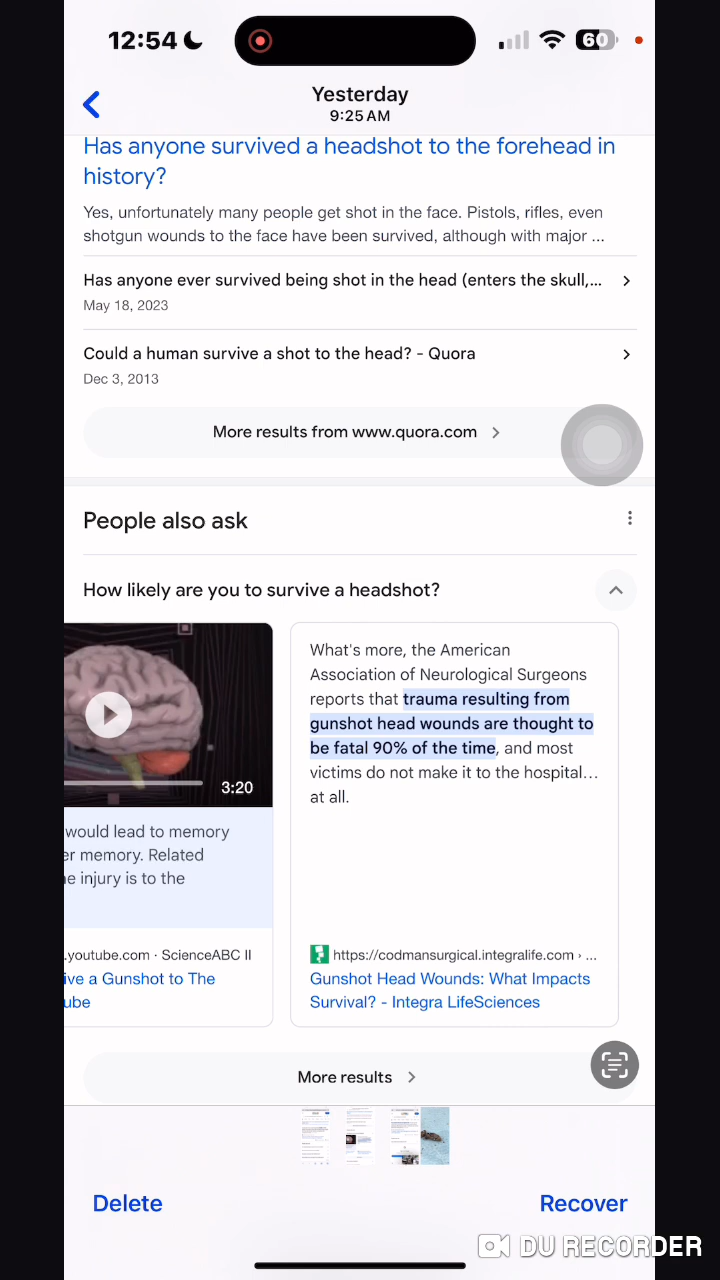 12:54
60
Yesterday
9:25 AM
Has anyone survived a headshot to the forehead in
history?
Yes, unfortunately many people get shot in the face. Pistols, rifles, even
shotgun wounds to the face have been survived, although with major ...
Has anyone ever survived being shot in the head (enters the skull,...
May 18, 2023
Could a human survive a shot to the head? - Quora
Dec 3, 2013
More results from www.quora.com
People also ask
How likely are you to survive a headshot?
3:20
would lead to memory
er memory. Related
e injury is to the
.youtube.com · ScienceABC II
ive a Gunshot to The
ube
What's more, the American
Association of Neurological Surgeons
reports that trauma resulting from
gunshot head wounds are thought to
be fatal 90% of the time, and most
victims do not make it to the hospital...
at all.
https://codmansurgical.integralife.com › ...
Gunshot Head Wounds: What Impacts
Survival? - Integra LifeSciences
More results
Delete
Recover
DU RECORDER